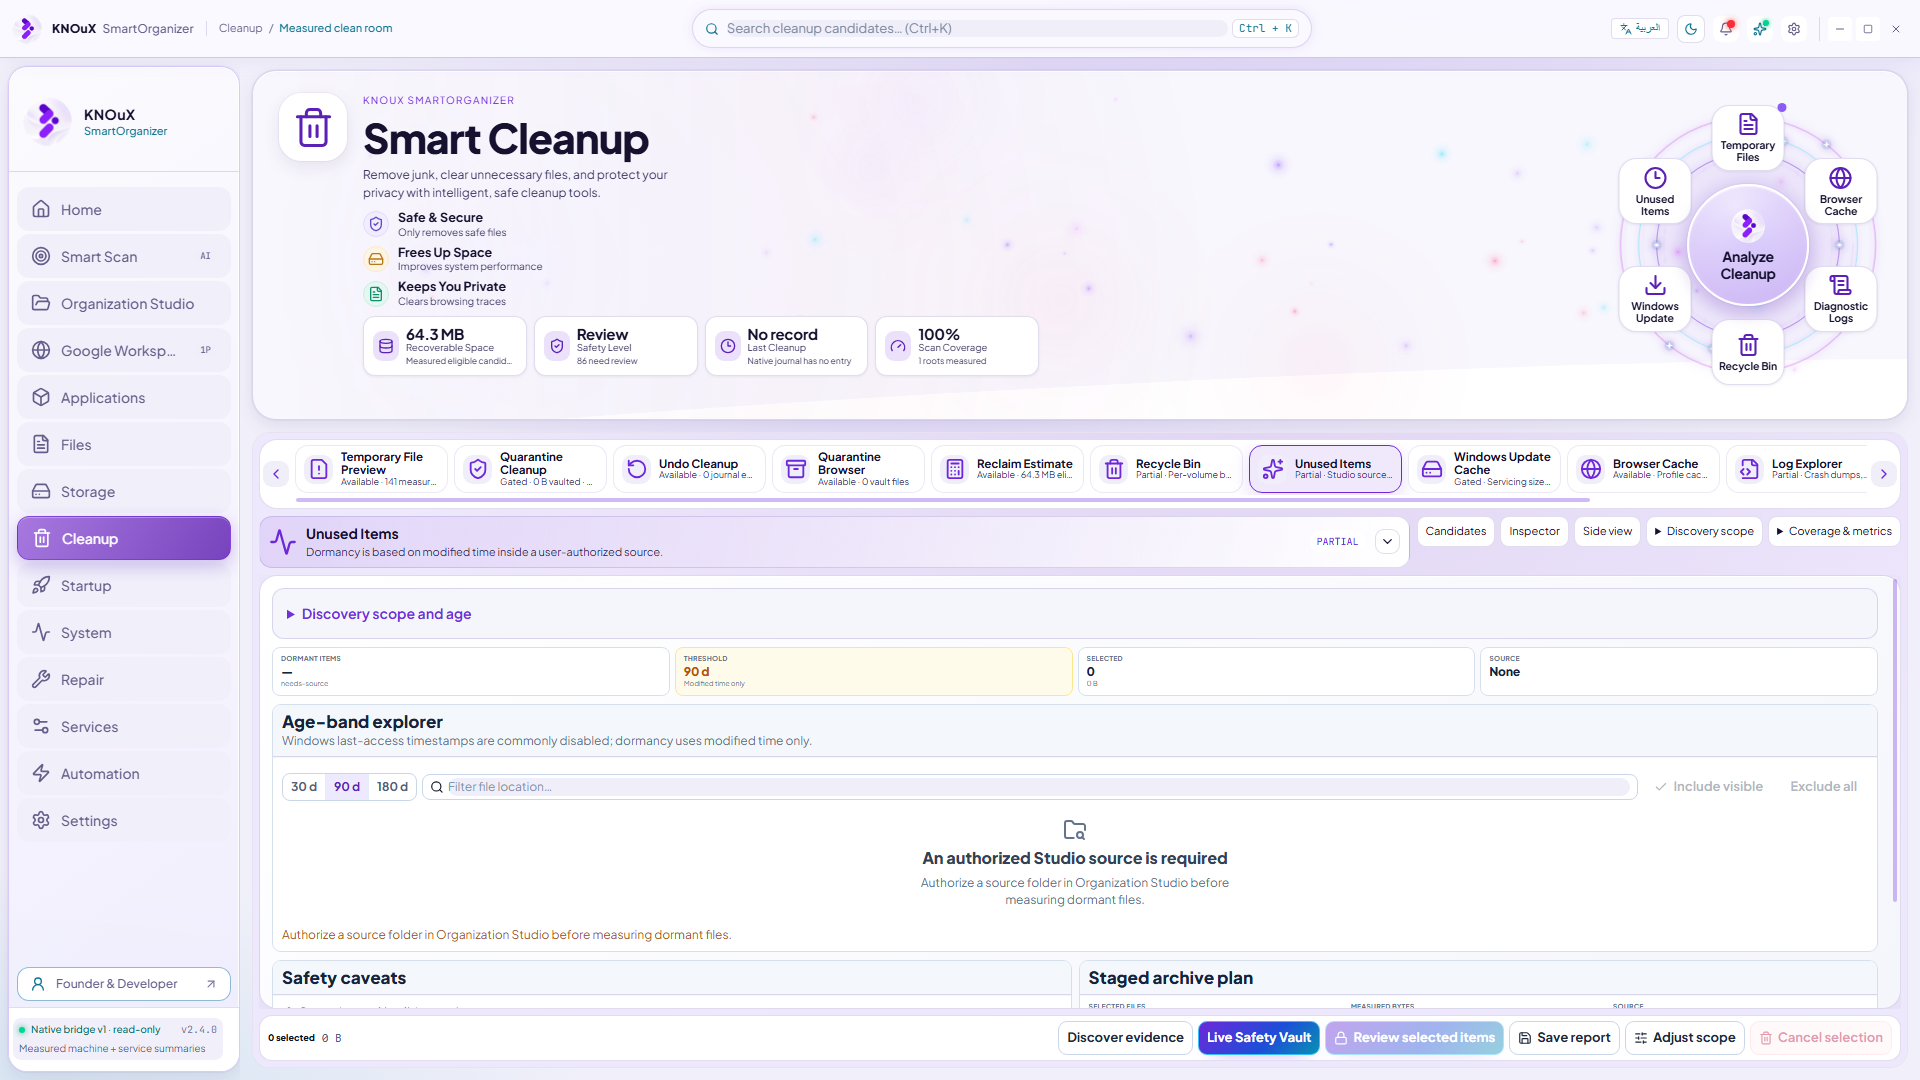 KNOuX SmartOrganizer
Cleanup / Measured clean room
Search cleanup candidates... (Ctrl+K)
Ctrl + K
العربية
KNOuX
SmartOrganizer
Home
Smart Scan AI
Organization Studio
Google Worksp... 1P
Applications
Files
Storage
Cleanup
Startup
System
Repair
Services
Automation
Settings
Founder & Developer
Native bridge v1 · read-only v2.4.0
Measured machine + service summaries
KNOUX SMARTORGANIZER
Smart Cleanup
Remove junk, clear unnecessary files, and protect your
privacy with intelligent, safe cleanup tools.
Safe & Secure
Only removes safe files
Frees Up Space
Improves system performance
Keeps You Private
Clears browsing traces
64.3 MB
Recoverable Space
Measured eligible candid...
Review
Safety Level
86 need review
No record
Last Cleanup
Native journal has no entry
100%
Scan Coverage
1 roots measured
Temporary
Files
Unused
Items
Browser
Cache
Analyze
Cleanup
Windows
Update
Diagnostic
Logs
Recycle Bin
Temporary File
Preview
Available · 141 measur...
Quarantine
Cleanup
Gated · 0 B vaulted · ...
Undo Cleanup
Available · 0 journal e...
Quarantine
Browser
Available · 0 vault files
Reclaim Estimate
Available · 64.3 MB eli...
Recycle Bin
Partial · Per-volume b...
Unused Items
Partial · Studio source...
Windows Update
Cache
Gated · Servicing size...
Browser Cache
Available · Profile cac...
Log Explorer
Partial · Crash dumps,...
Unused Items
Dormancy is based on modified time inside a user-authorized source.
PARTIAL
Candidates
Inspector
Side view
Discovery scope
Coverage & metrics
Discovery scope and age
DORMANT ITEMS
—
needs-source
THRESHOLD
90 d
Modified time only
SELECTED
0
0 B
SOURCE
None
Age-band explorer
Windows last-access timestamps are commonly disabled; dormancy uses modified time only.
30 d 90 d 180 d
Filter file location...
Include visible
Exclude all
An authorized Studio source is required
Authorize a source folder in Organization Studio before
measuring dormant files.
Authorize a source folder in Organization Studio before measuring dormant files.
Safety caveats
Staged archive plan
SELECTED FILES MEASURED BYTES SOURCE
0 selected 0 B
Discover evidence
Live Safety Vault
Review selected items
Save report
Adjust scope
Cancel selection